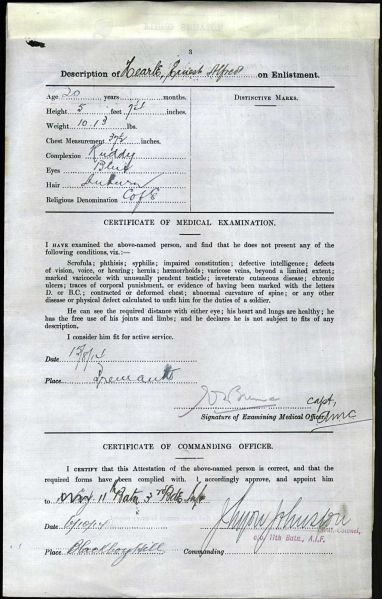 3
Description of Hearle, Ernest Alfred on Enlistment.
Age 20 years months.
Height 5 feet inches.
Weight 10.13 lbs.
Chest Measurement inches.
Complexion Ruddy
Eyes Blue
Hair Auburn
Religious Denomination C of E
Distinctive Marks.
CERTIFICATE OF MEDICAL EXAMINATION.
I have examined the above-named person, and find that he does not present any of the following conditions, viz.:—
Scrofula; phthisis; syphilis; impaired constitution; defective intelligence; defects of vision, voice, or hearing; hernia; hæmorrhoids; varicose veins, beyond a limited extent; marked varicocele with unusually pendent testicle; inveterate cutaneous disease; chronic ulcers; traces of corporal punishment, or evidence of having been marked with the letters D. or B.C.; contracted or deformed chest; abnormal curvature of spine; or any other disease or physical defect calculated to unfit him for the duties of a soldier.
He can see the required distance with either eye; his heart and lungs are healthy; he has the free use of his joints and limbs; and he declares he is not subject to fits of any description.
I consider him fit for active service.
Date
Place Fremantle
Capt,
AAMC
Signature of Examining Medical Officer.
CERTIFICATE OF COMMANDING OFFICER.
I certify that this Attestation of the above-named person is correct, and that the required forms have been complied with. I accordingly approve, and appoint him
to 11th Batn 3rd Bde
Date
Johnston
Lieut. Colonel,
c/o 11th Batn., A.I.F.
Place Blackboy Hill Commanding